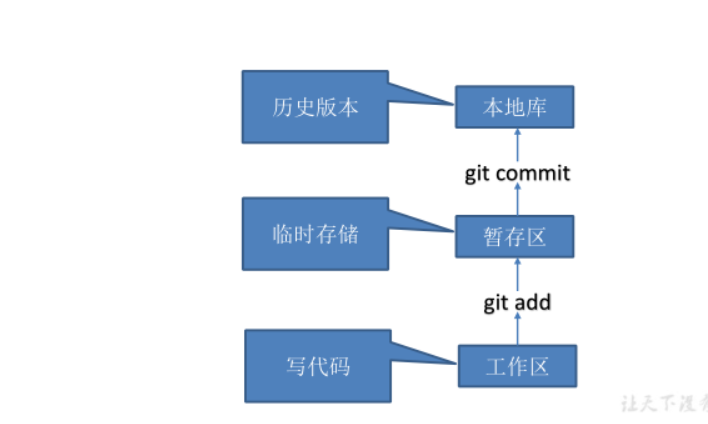 历史版本
本地库
git commit
临时存储
暂存区
git add
写代码
工作区
让天下没